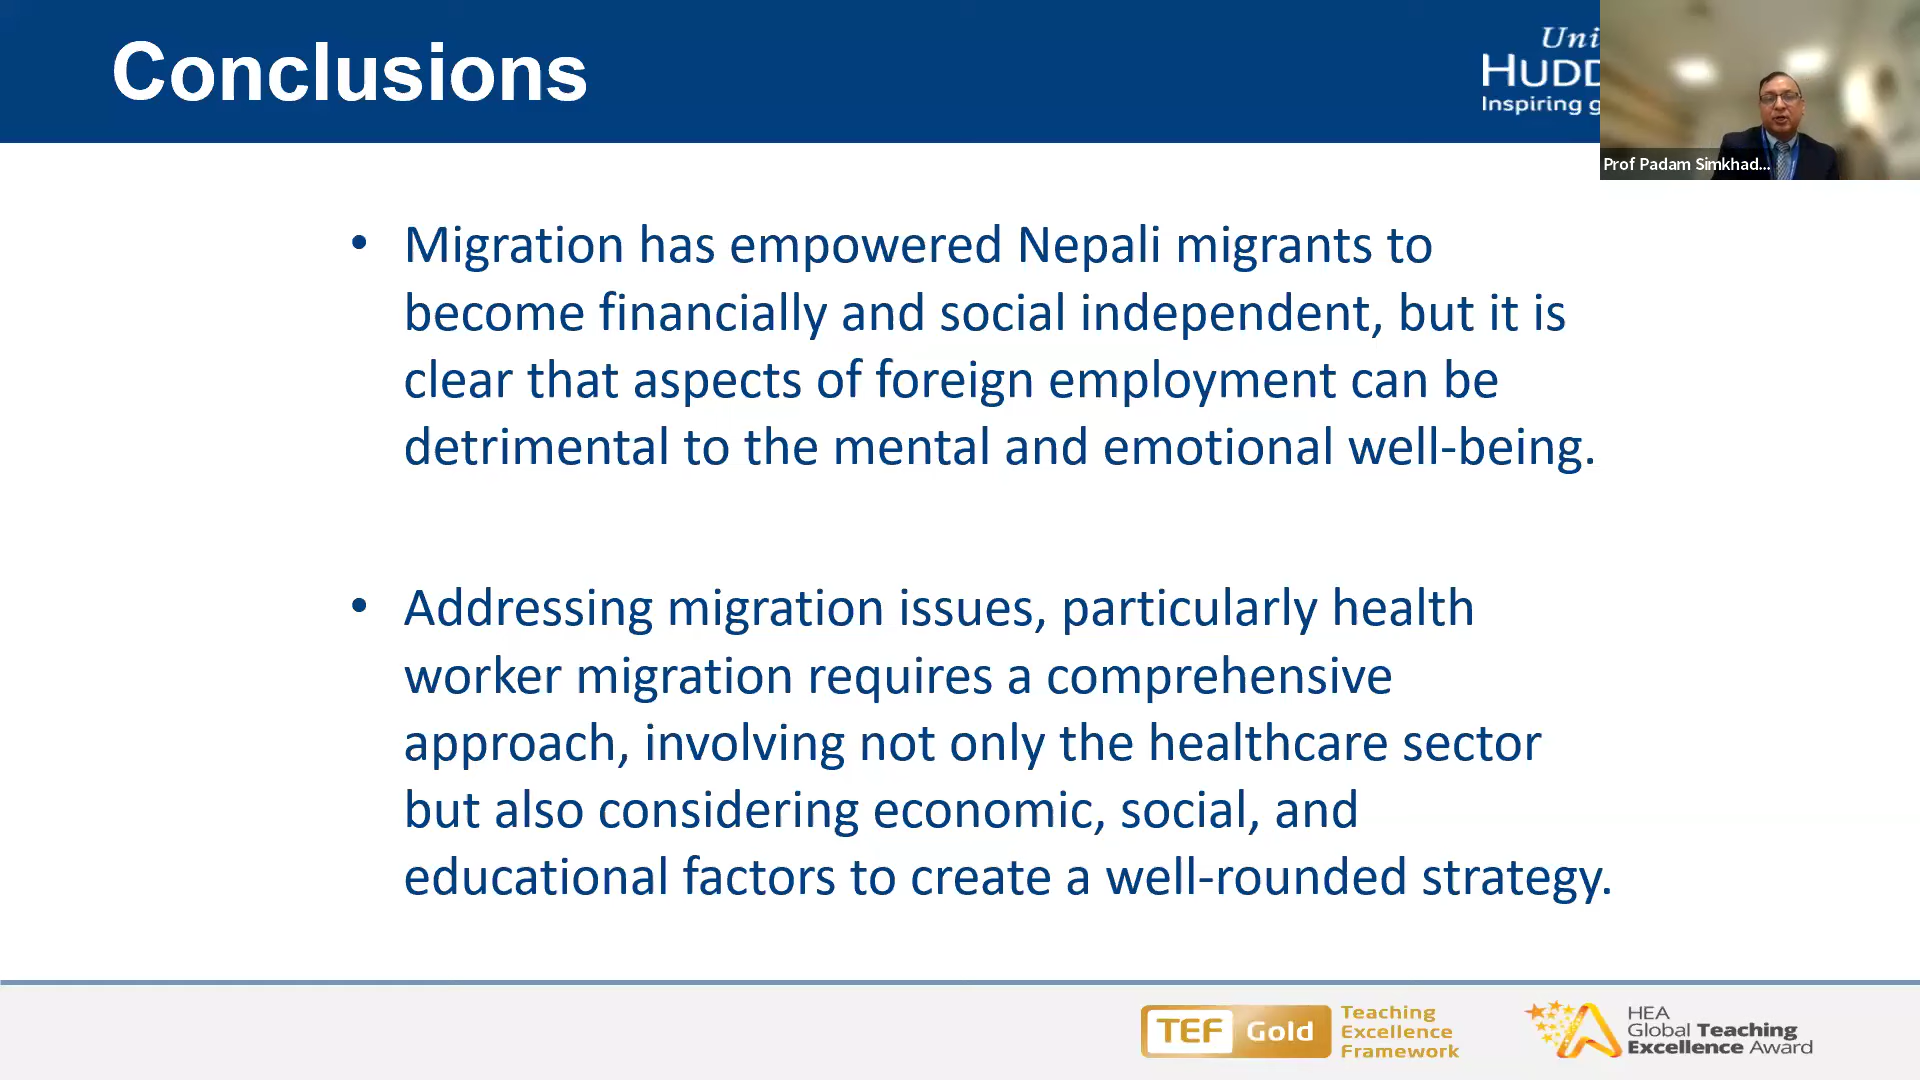 Conclusions
Uni
HUDD
Inspiring g
Prof Padam Simkhad...
• Migration has empowered Nepali migrants to
become financially and social independent, but it is
clear that aspects of foreign employment can be
detrimental to the mental and emotional well-being.
• Addressing migration issues, particularly health
worker migration requires a comprehensive
approach, involving not only the healthcare sector
but also considering economic, social, and
educational factors to create a well-rounded strategy.
TEF Gold
Teaching
Excellence
Framework
HEA
Global Teaching
Excellence Award